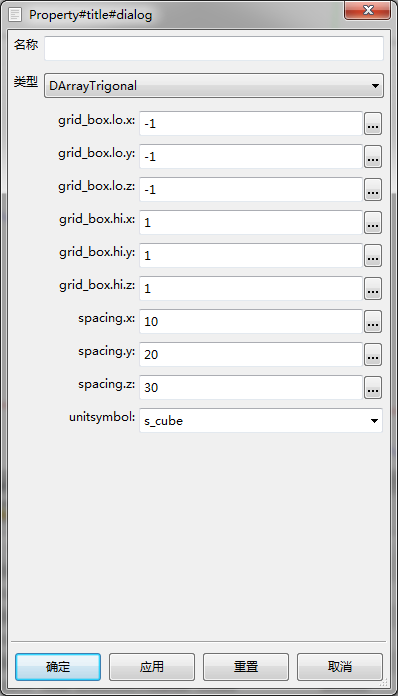 Property#title#dialog
名称
类型 DArrayTrigonal
grid_box.lo.x: -1 ...
grid_box.lo.y: -1 ...
grid_box.lo.z: -1 ...
grid_box.hi.x: 1 ...
grid_box.hi.y: 1 ...
grid_box.hi.z: 1 ...
spacing.x: 10 ...
spacing.y: 20 ...
spacing.z: 30 ...
unitsymbol: s_cube
确定 应用 重置 取消